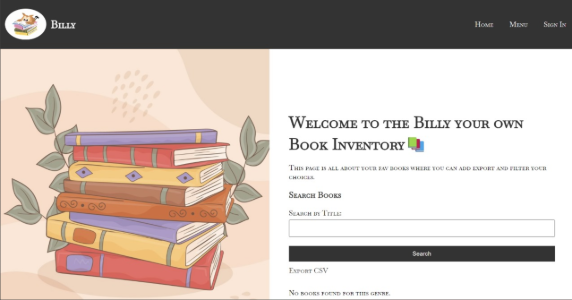 Billy
Home Menu Sign In
Welcome to the Billy your own
Book Inventory
This page is all about your fav books where you can add export and filter your
choices.
Search Books
Search by Title:
Search
Export CSV
No books found for this genre.